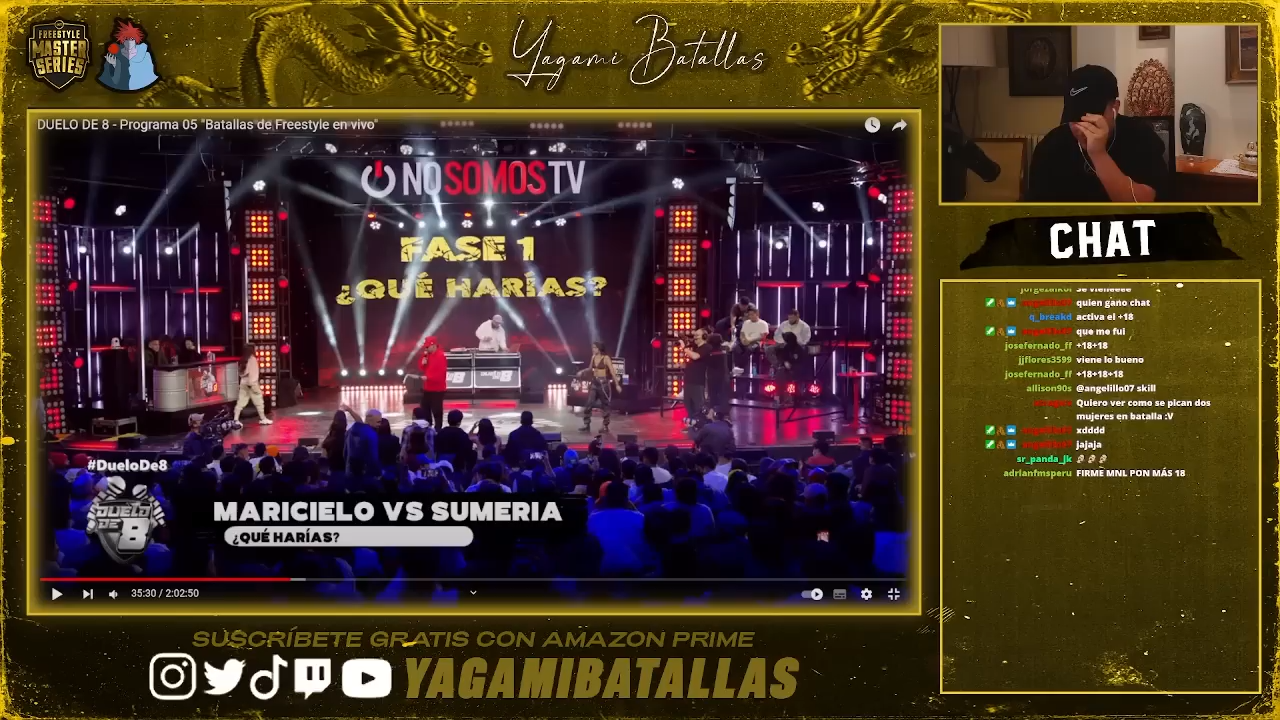 FREESTYLE
MASTER
SERIES
Yagami Batallas
DUELO DE 8 - Programa 05 "Batallas de Freestyle en vivo"
NOSOMOSTV
FASE 1
¿QUÉ HARÍAS?
#DueloDe8
DUELO
DE 8
MARICIELO VS SUMERIA
¿QUÉ HARÍAS?
35:30 / 2:02:50
SUSCRÍBETE GRATIS CON AMAZON PRIME
YAGAMIBATALLAS
CHAT
se vieneeeee
quien gano chat
q_breakd activa el +18
que me fui
josefernado_ff +18+18
jjflores3599 viene lo bueno
josefernado_ff +18+18+18
allison90s @angelillo07 skill
Quiero ver como se pican dos
mujeres en batalla :V
xdddd
jajaja
sr_panda_jk
adrianfmsperu FIRME MNL PON MÁS 18